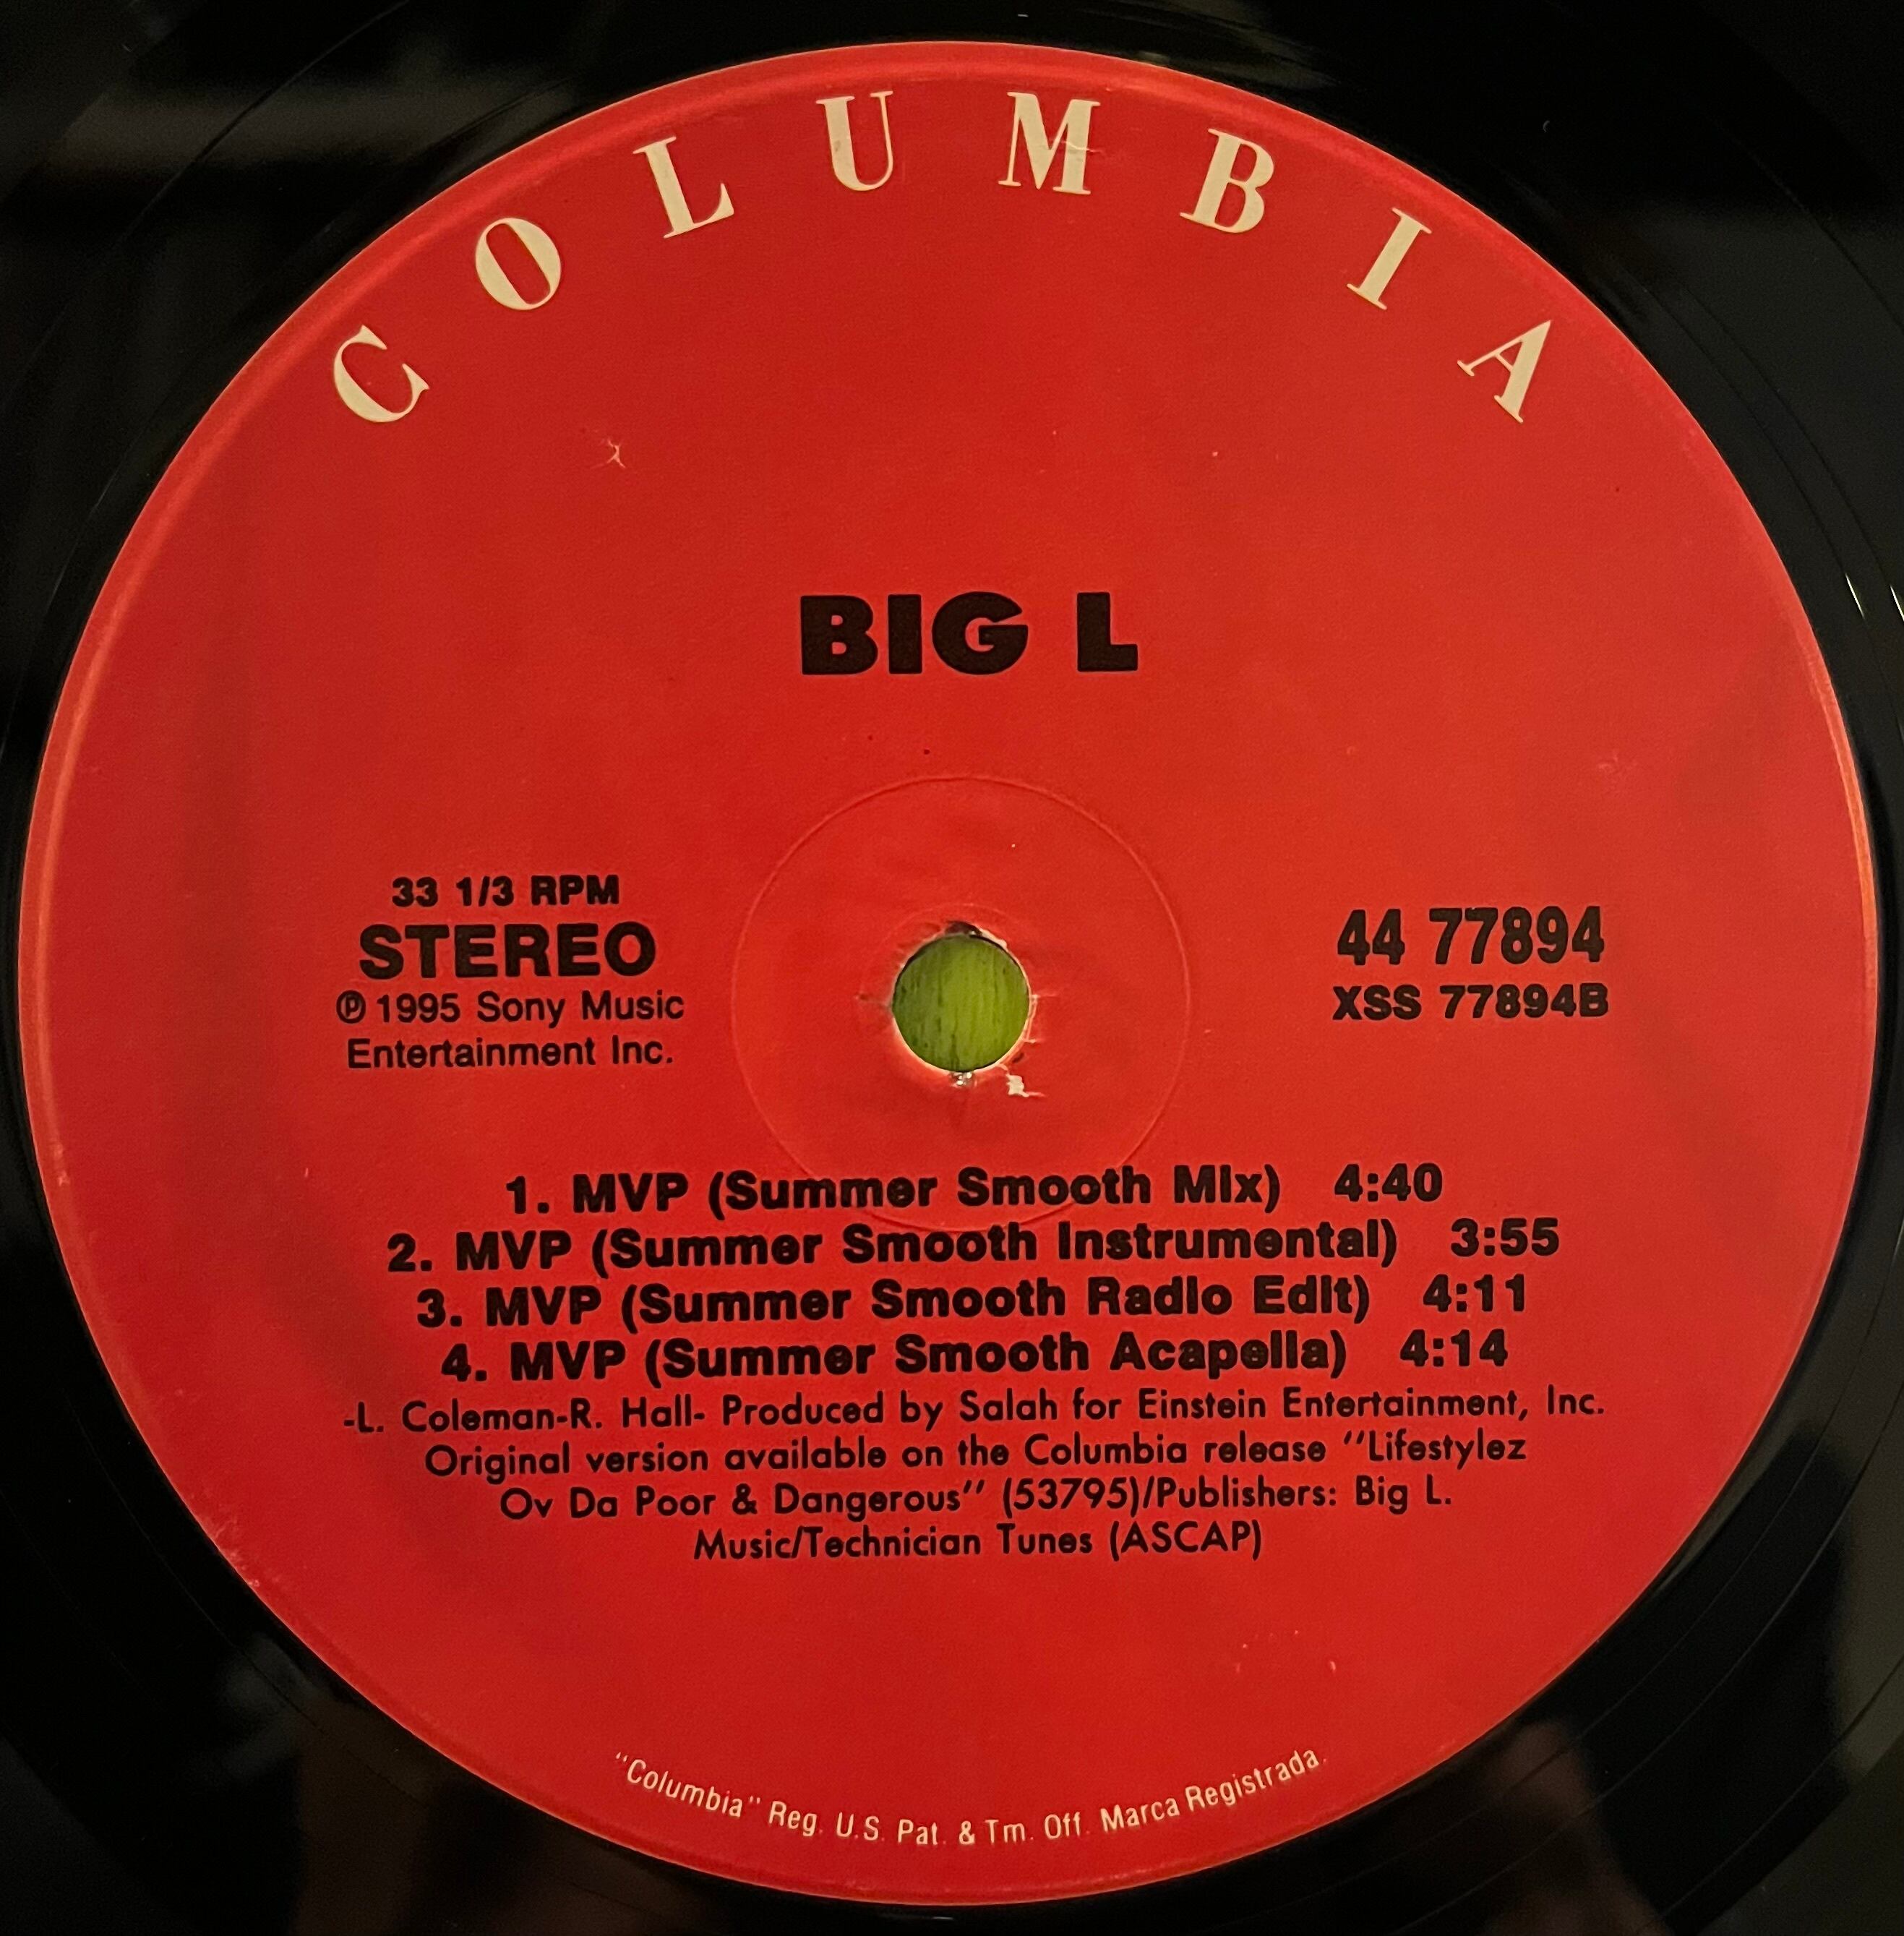 COLUMBIA
BIG L
33 1/3 RPM
STEREO
℗ 1995 Sony Music
Entertainment Inc.
44 77894
XSS 77894B
1. MVP (Summer Smooth Mix) 4:40
2. MVP (Summer Smooth Instrumental) 3:55
3. MVP (Summer Smooth Radio Edit) 4:11
4. MVP (Summer Smooth Acapella) 4:14
-L. Coleman-R. Hall- Produced by Salah for Einstein Entertainment, Inc.
Original version available on the Columbia release "Lifestylez
Ov Da Poor & Dangerous" (53795)/Publishers: Big L.
Music/Technician Tunes (ASCAP)
"Columbia" Reg. U.S. Pat. & Tm. Off. Marca Registrada.